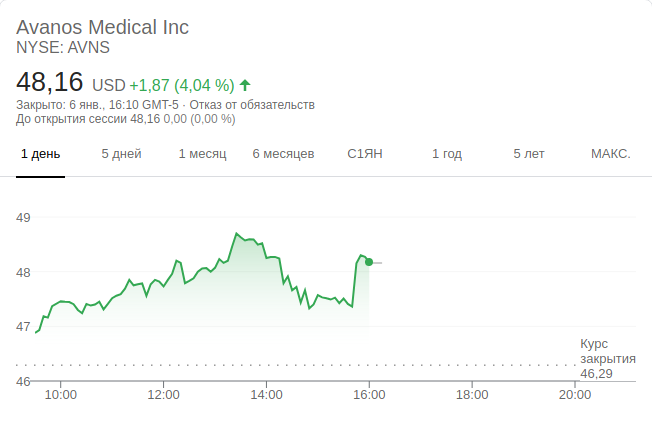 Avanos Medical Inc
NYSE: AVNS
48,16 USD +1,87 (4,04 %)
Закрыто: 6 янв., 16:10 GMT-5 · Отказ от обязательств
До открытия сессии 48,16 0,00 (0,00 %)
1 день 5 дней 1 месяц 6 месяцев С1ЯН 1 год 5 лет МАКС.
49
48
47
Курс
закрытия
46,29
46
10:00 12:00 14:00 16:00 18:00 20:00